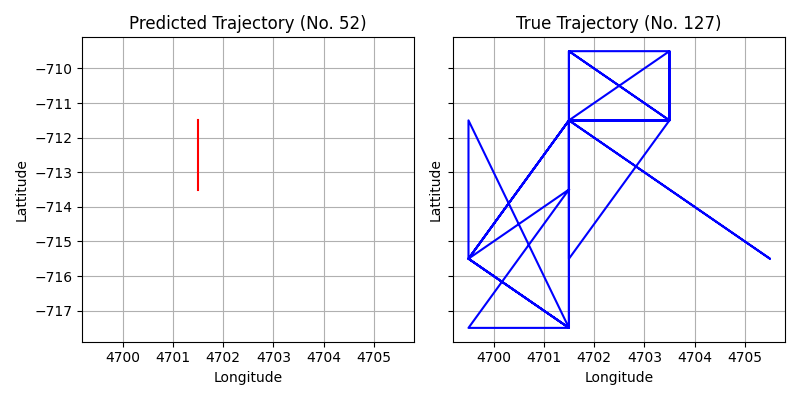 Predicted Trajectory (No. 52)
True Trajectory (No. 127)
Lattitude
−710
−711
−712
−713
−714
−715
−716
−717
4700 4701 4702 4703 4704 4705
Longitude
Lattitude
4700 4701 4702 4703 4704 4705
Longitude